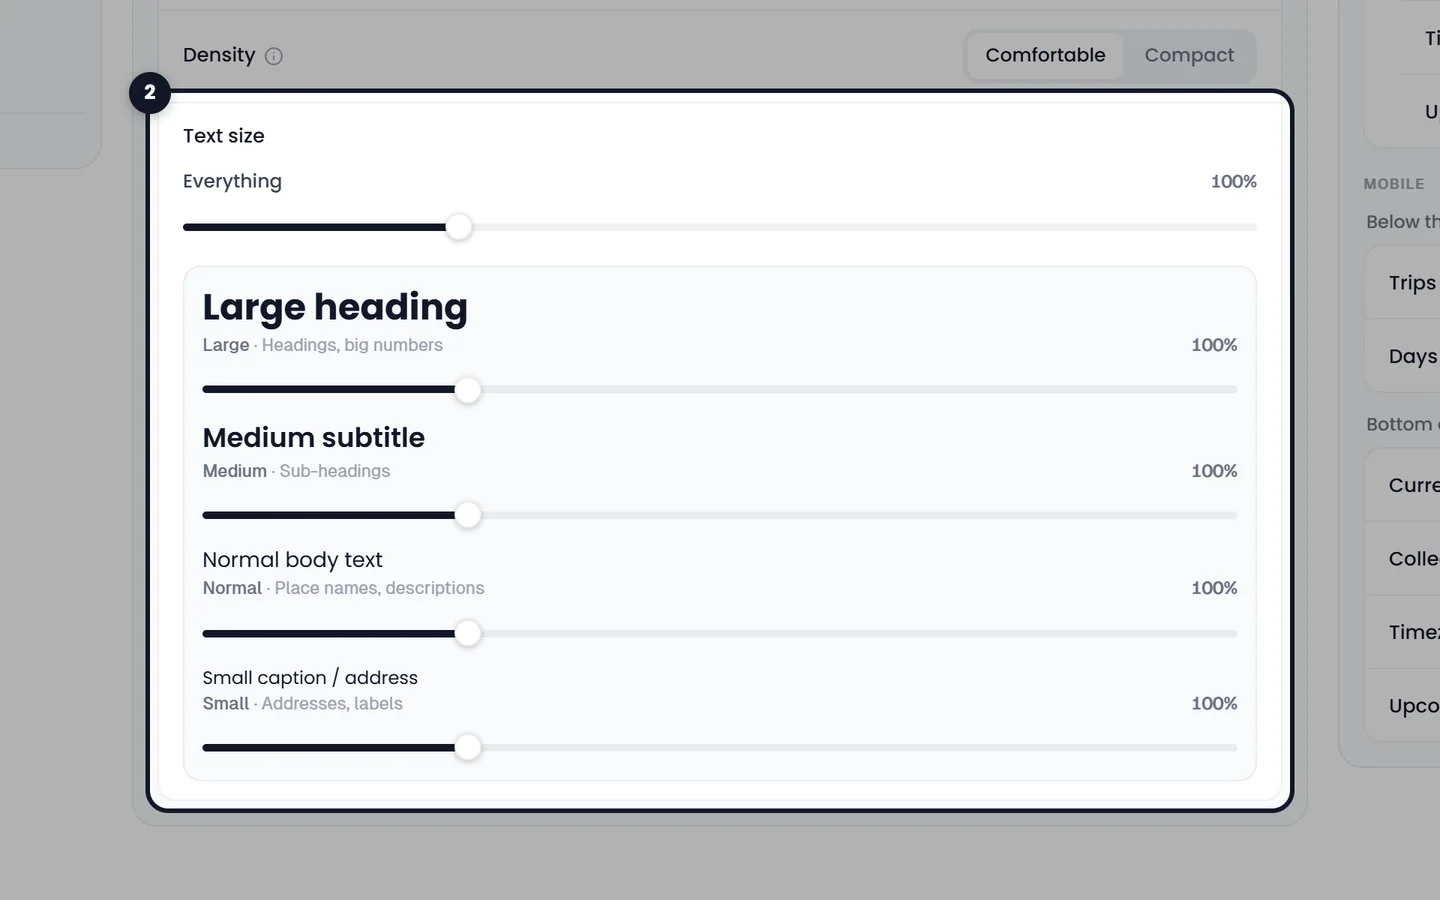 Density
Comfortable Compact
2
Text size
Everything 100%
Large heading
Large · Headings, big numbers 100%
Medium subtitle
Medium · Sub-headings 100%
Normal body text
Normal · Place names, descriptions 100%
Small caption / address
Small · Addresses, labels 100%
MOBILE
Below
Trips
Days
Bottom